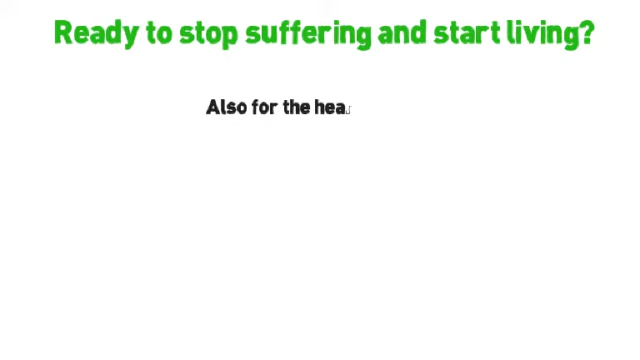 Ready to stop suffering and start living?
Also for the hea